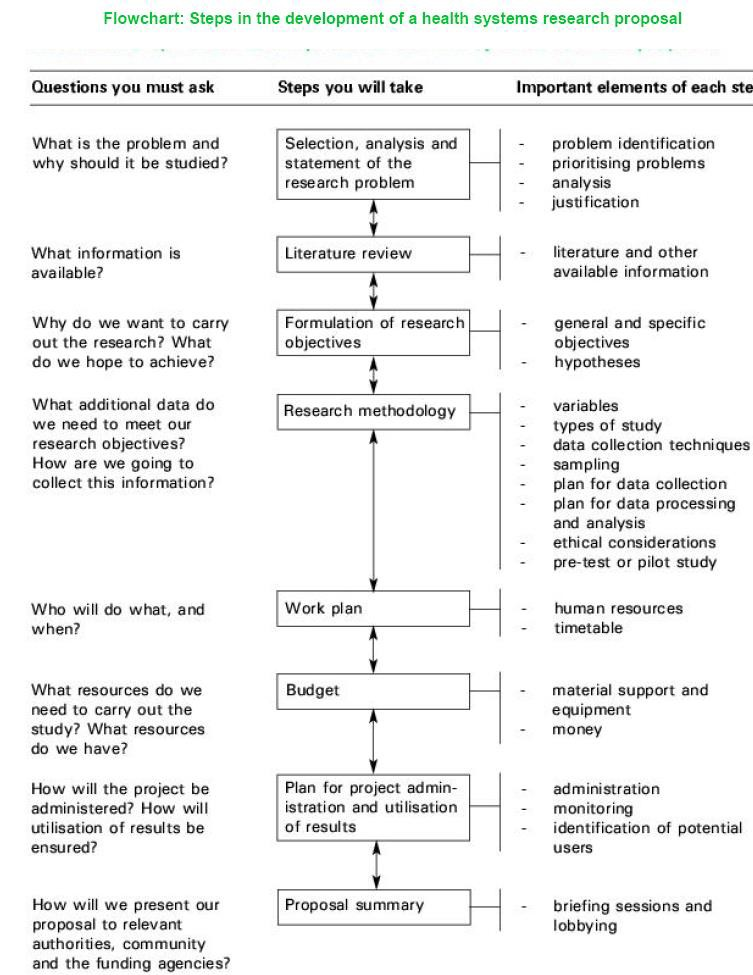 Flowchart: Steps in the development of a health systems research proposal
Questions you must ask
Steps you will take
Important elements of each ste
What is the problem and
why should it be studied?
Selection, analysis and
statement of the
research problem
- problem identification
- prioritising problems
- analysis
- justification
What information is
available?
Literature review
- literature and other
available information
Why do we want to carry
out the research? What
do we hope to achieve?
Formulation of research
objectives
- general and specific
objectives
- hypotheses
What additional data do
we need to meet our
research objectives?
How are we going to
collect this information?
Research methodology
- variables
- types of study
- data collection techniques
- sampling
- plan for data collection
- plan for data processing
and analysis
- ethical considerations
- pre-test or pilot study
Who will do what, and
when?
Work plan
- human resources
- timetable
What resources do we
need to carry out the
study? What resources
do we have?
Budget
- material support and
equipment
- money
How will the project be
administered? How will
utilisation of results be
ensured?
Plan for project admin-
istration and utilisation
of results
- administration
- monitoring
- identification of potential
users
How will we present our
proposal to relevant
authorities, community
and the funding agencies?
Proposal summary
- briefing sessions and
lobbying